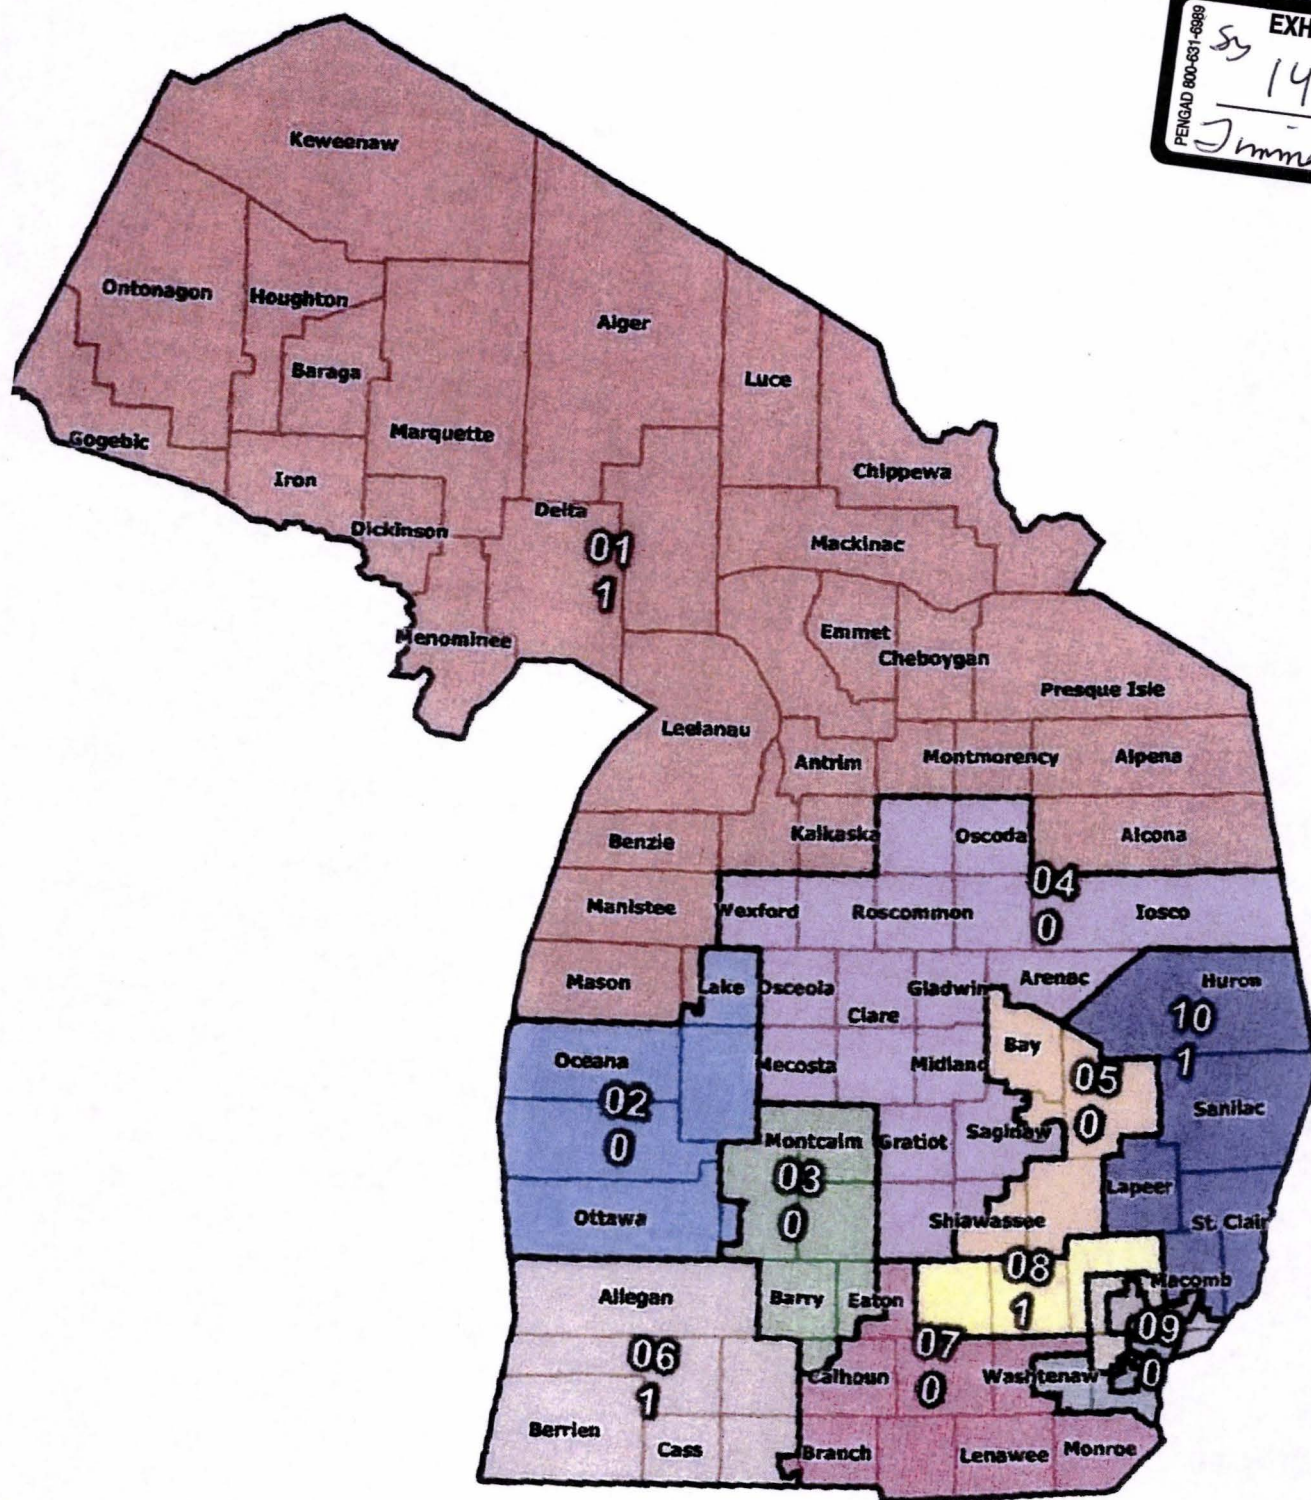 PENGAD 800-631-6989
EXH
14
Keweenaw
Ontonagon
Houghton
Alger
Luce
Baraga
Gogebic
Marquette
Chippewa
Iron
Delta
Dickinson
Mackinac
01
1
Menominee
Emmet
Cheboygan
Presque Isle
Leelanau
Antrim
Montmorency
Alpena
Benzie
Kalkaska
Oscoda
Alcona
04
0
Manistee
Wexford
Roscommon
Iosco
Mason
Lake
Osceola
Gladwin
Arenac
Huron
Clare
10
1
Oceana
Mecosta
Midland
Bay
05
0
02
0
Sanilac
Montcalm
Gratiot
Saginaw
03
0
Lapeer
Ottawa
Shiawassee
St. Clair
08
1
Macomb
Allegan
Barry
Eaton
09
0
06
1
07
0
Calhoun
Washtenaw
Berrien
Cass
Branch
Lenawee
Monroe